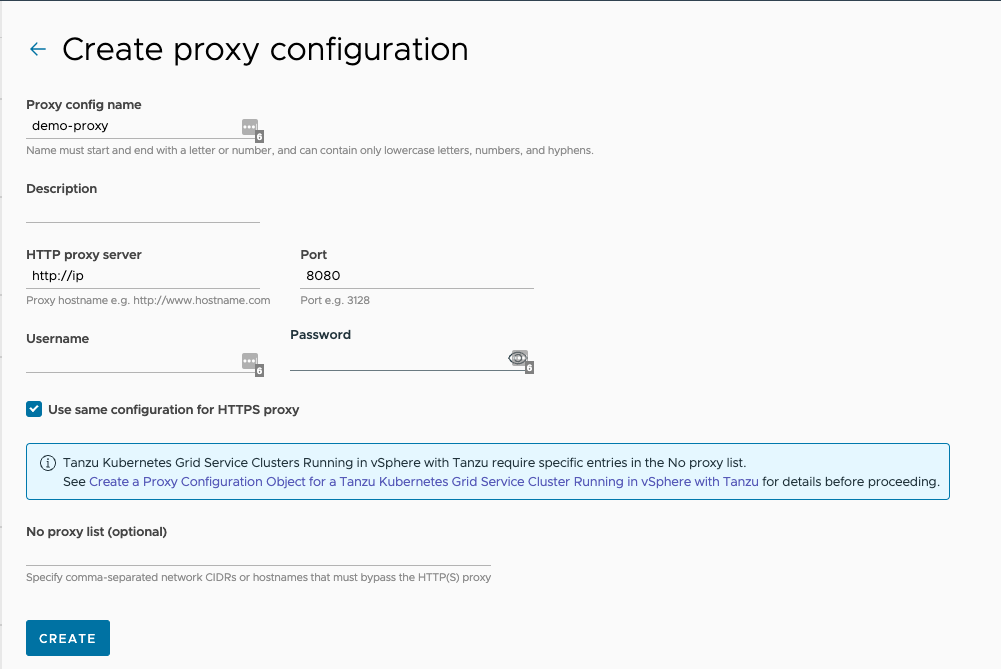 Create proxy configuration
Proxy config name
demo-proxy
6
Name must start and end with a letter or number, and can contain only lowercase letters, numbers, and hyphens.
Description
HTTP proxy server
Port
http://ip
8080
Proxy hostname e.g. http://www.hostname.com
Port e.g. 3128
Username
Password
6
6
Use same configuration for HTTPS proxy
Tanzu Kubernetes Grid Service Clusters Running in vSphere with Tanzu require specific entries in the No proxy list.
See Create a Proxy Configuration Object for a Tanzu Kubernetes Grid Service Cluster Running in vSphere with Tanzu for details before proceeding.
No proxy list (optional)
Specify comma-separated network CIDRs or hostnames that must bypass the HTTP(S) proxy
CREATE